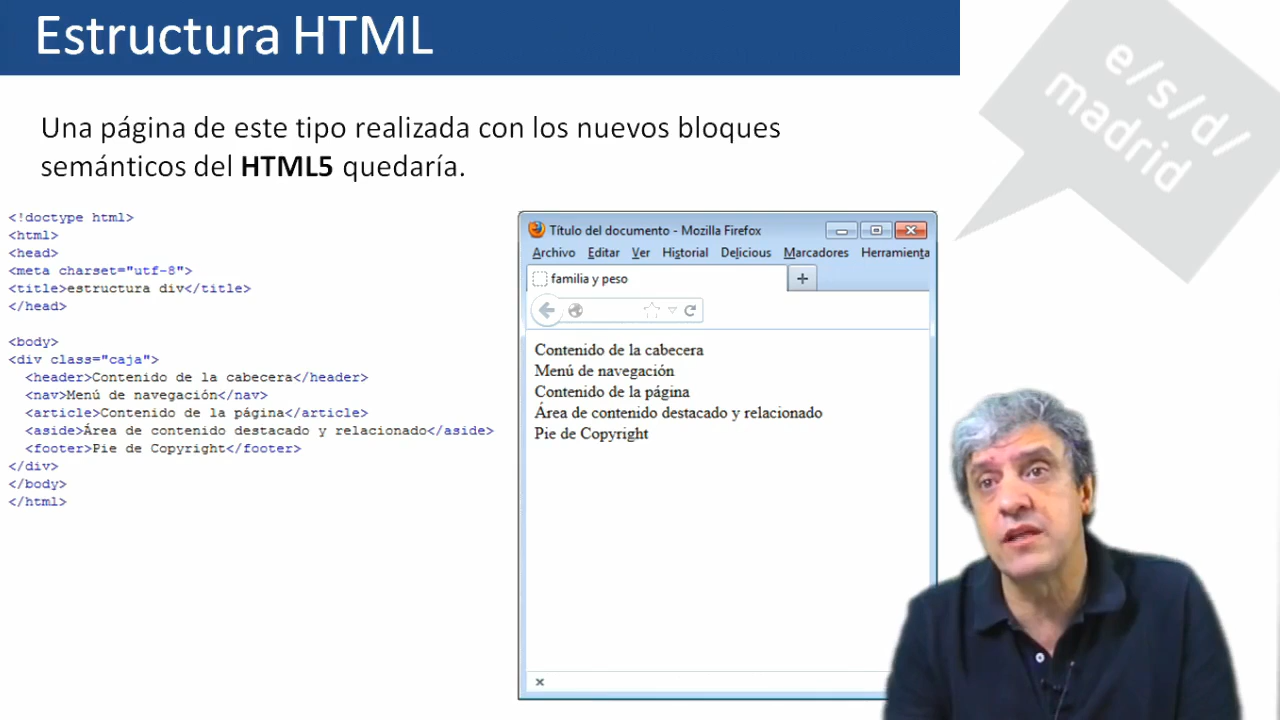 Estructura HTML
e/s/d/
madrid
Una página de este tipo realizada con los nuevos bloques
semánticos del HTML5 quedaría.
<!doctype html>
<html>
<head>
<meta charset="utf-8">
<title>estructura div</title>
</head>
<body>
<div class="caja">
<header>Contenido de la cabecera</header>
<nav>Menú de navegación</nav>
<article>Contenido de la página</article>
<aside>Área de contenido destacado y relacionado</aside>
<footer>Pie de Copyright</footer>
</div>
</body>
</html>
Título del documento - Mozilla Firefox
Archivo Editar Ver Historial Delicious Marcadores Herramienta
familia y peso
Contenido de la cabecera
Menú de navegación
Contenido de la página
Área de contenido destacado y relacionado
Pie de Copyright